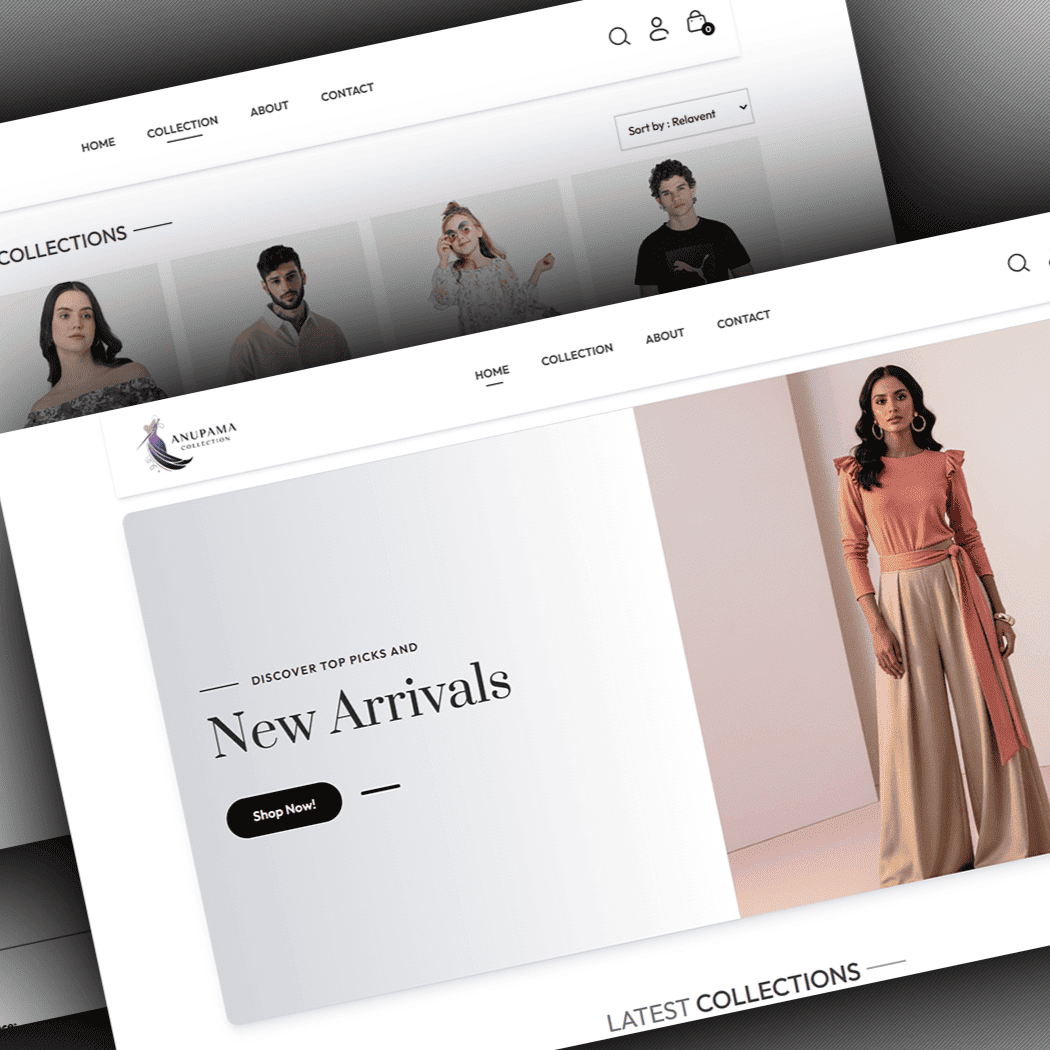 HOME COLLECTION ABOUT CONTACT
0
Sort by : Relavent
COLLECTIONS
HOME COLLECTION ABOUT CONTACT
ANUPAMA
COLLECTION
DISCOVER TOP PICKS AND
New Arrivals
Shop Now!
LATEST COLLECTIONS